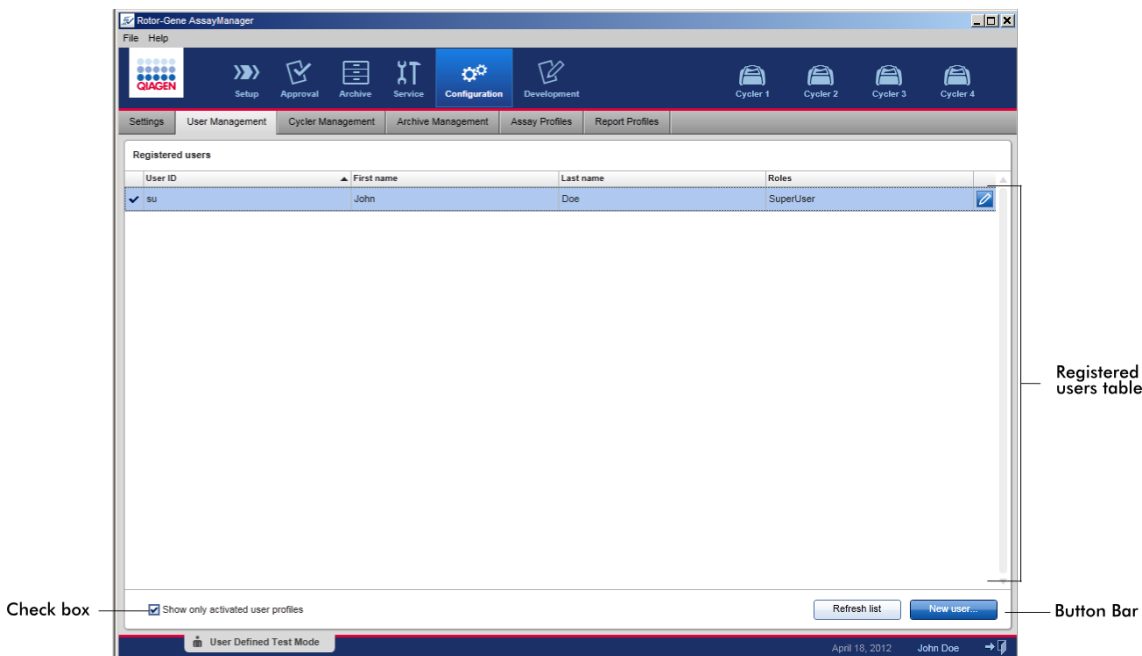 Rotor-Gene AssayManager
File Help
QIAGEN
Setup Approval Archive Service Configuration Development Cycler 1 Cycler 2 Cycler 3 Cycler 4
Settings User Management Cycler Management Archive Management Assay Profiles Report Profiles
Registered users
User ID First name Last name Roles
su John Doe SuperUser
Registered
users table
Check box
Show only activated user profiles Refresh list New user...
Button Bar
User Defined Test Mode April 18, 2012 John Doe